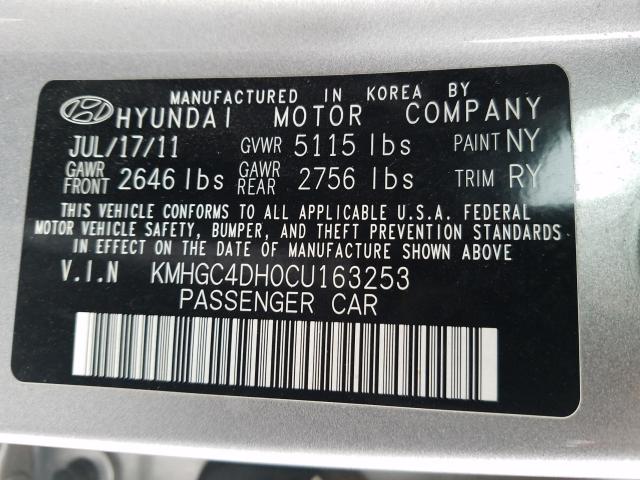 MANUFACTURED IN KOREA BY
HYUNDAI MOTOR COMPANY
JUL/17/11 GVWR 5115 lbs PAINT NY
GAWR FRONT 2646 lbs GAWR REAR 2756 lbs TRIM RY
THIS VEHICLE CONFORMS TO ALL APPLICABLE U.S.A. FEDERAL
MOTOR VEHICLE SAFETY, BUMPER, AND THEFT PREVENTION STANDARDS
IN EFFECT ON THE DATE OF MANUFACTURE SHOWN ABOVE
V.I.N KMHGC4DH0CU163253
PASSENGER CAR